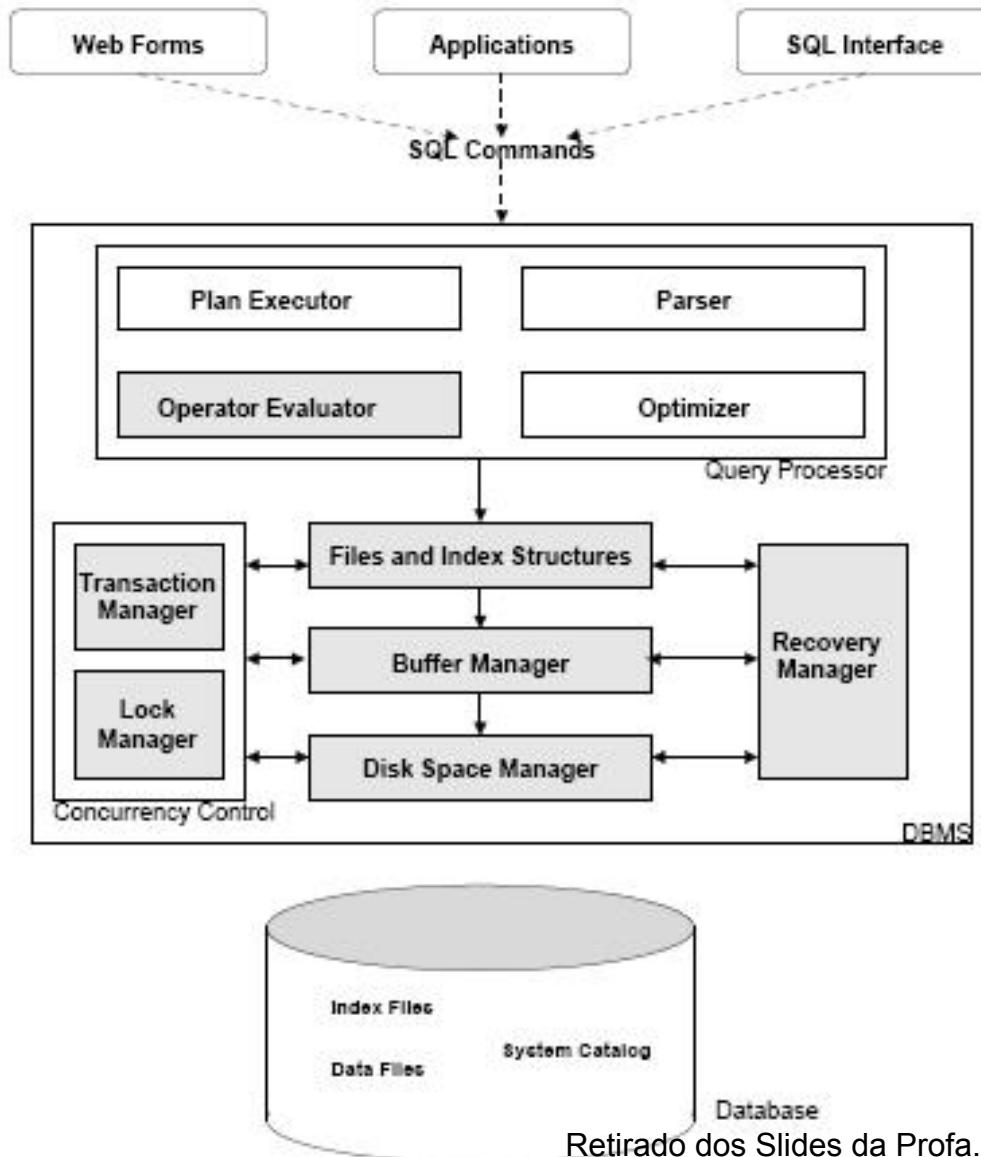 Web Forms
Applications
SQL Interface
SQL Commands
Plan Executor
Parser
Operator Evaluator
Optimizer
Query Processor
Files and Index Structures
Transaction
Manager
Buffer Manager
Recovery
Manager
Lock
Manager
Disk Space Manager
Concurrency Control
DBMS
Index Files
System Catalog
Data Files
Database
Retirado dos Slides da Profa.